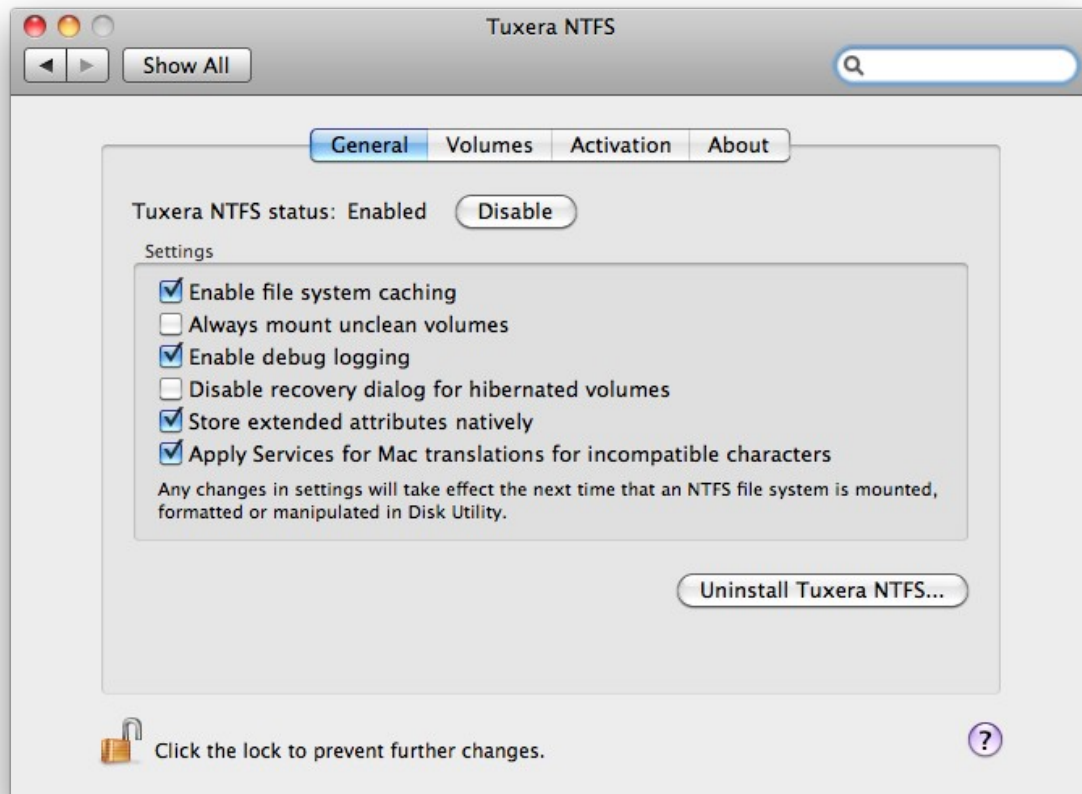 Tuxera NTFS
Show All
General Volumes Activation About
Tuxera NTFS status: Enabled Disable
Settings
Enable file system caching
Always mount unclean volumes
Enable debug logging
Disable recovery dialog for hibernated volumes
Store extended attributes natively
Apply Services for Mac translations for incompatible characters
Any changes in settings will take effect the next time that an NTFS file system is mounted,
formatted or manipulated in Disk Utility.
Uninstall Tuxera NTFS...
Click the lock to prevent further changes.
?